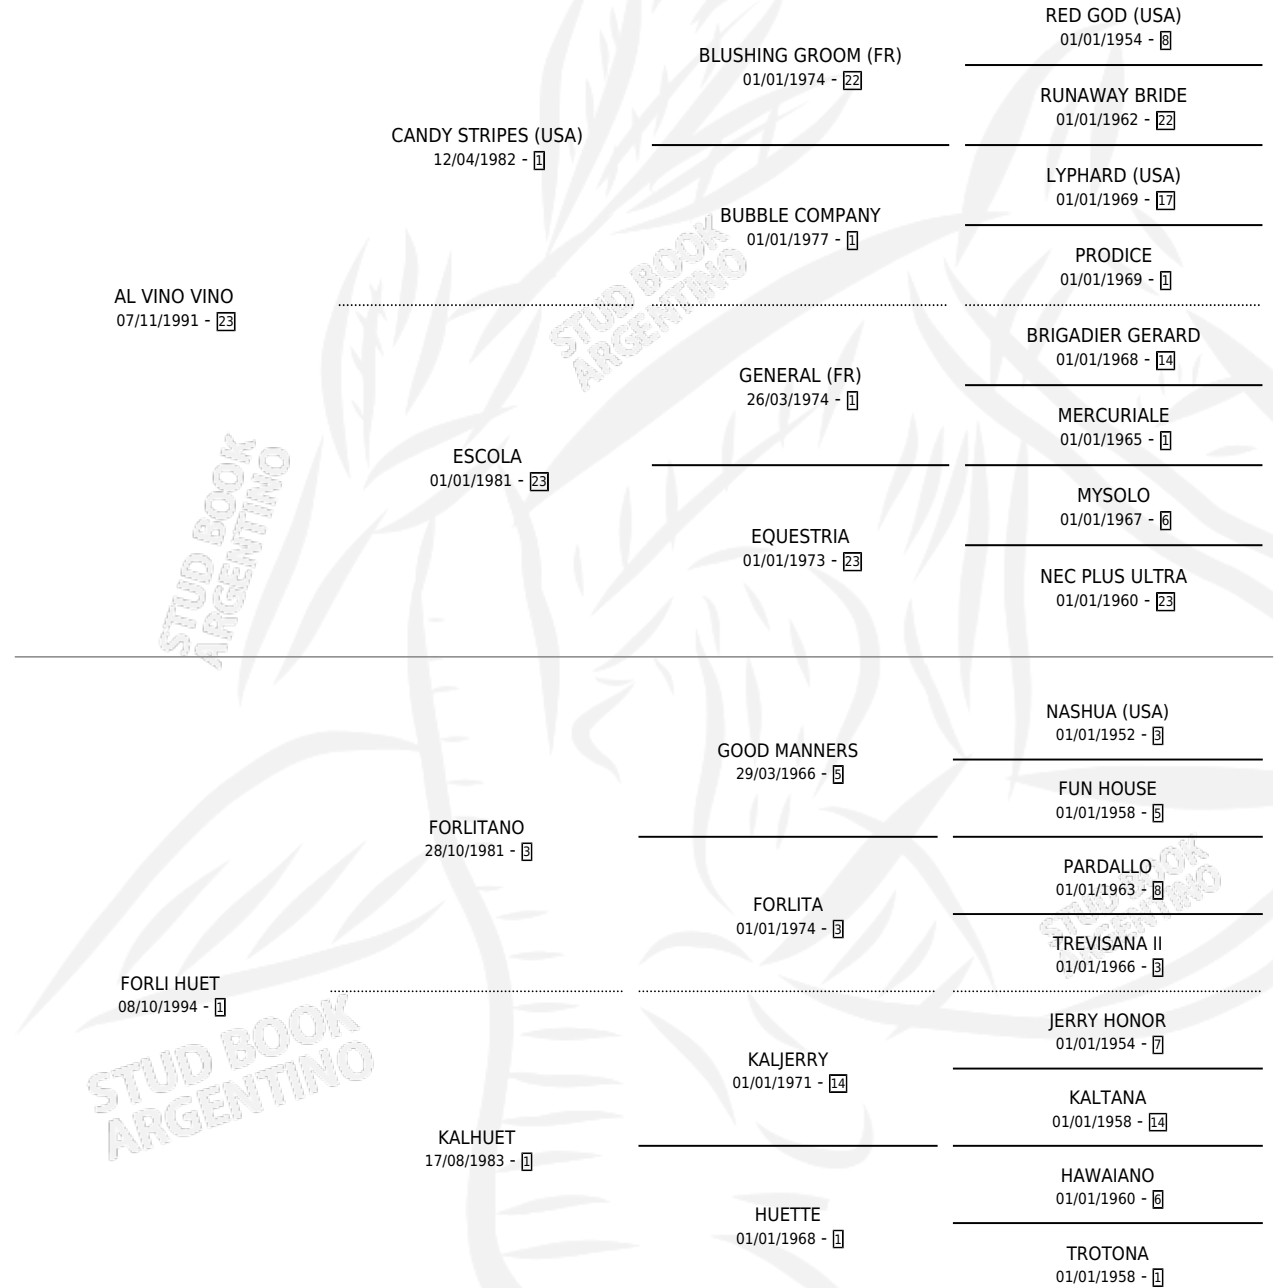 RED GOD (USA)
01/01/1954 - 8
BLUSHING GROOM (FR)
01/01/1974 - 22
RUNAWAY BRIDE
01/01/1962 - 22
CANDY STRIPES (USA)
12/04/1982 - 1
LYPHARD (USA)
01/01/1969 - 17
BUBBLE COMPANY
01/01/1977 - 1
PRODICE
01/01/1969 - 1
AL VINO VINO
07/11/1991 - 23
BRIGADIER GERARD
01/01/1968 - 14
GENERAL (FR)
26/03/1974 - 1
MERCURIALE
01/01/1965 - 1
ESCOLA
01/01/1981 - 23
MYSOLO
01/01/1967 - 6
EQUESTRIA
01/01/1973 - 23
NEC PLUS ULTRA
01/01/1960 - 23
NASHUA (USA)
01/01/1952 - 3
GOOD MANNERS
29/03/1966 - 5
FUN HOUSE
01/01/1958 - 5
FORLITANO
28/10/1981 - 3
PARDALLO
01/01/1963 - 8
FORLITA
01/01/1974 - 3
TREVISANA II
01/01/1966 - 3
FORLI HUET
08/10/1994 - 1
JERRY HONOR
01/01/1954 - 7
KALJERRY
01/01/1971 - 14
KALTANA
01/01/1958 - 14
KALHUET
17/08/1983 - 1
HAWAIANO
01/01/1960 - 6
HUETTE
01/01/1968 - 1
TROTONA
01/01/1958 - 1
STUD BOOK
ARGENTINO
STUD BOOK
ARGENTINO
STUD BOOK
ARGENTINO
STUD BOOK
ARGENTINO